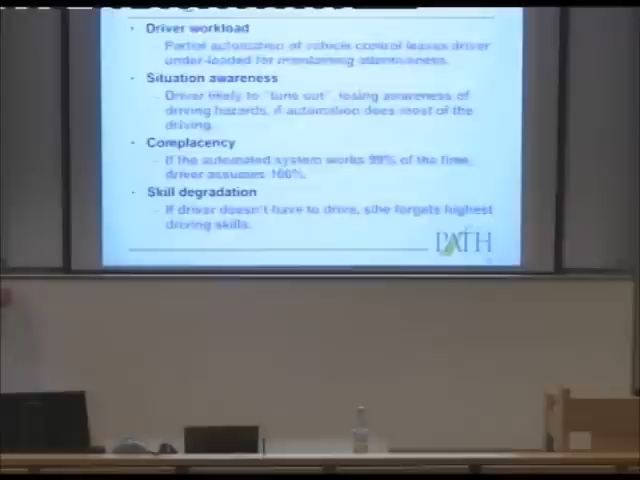 · Driver workload
– Partial automation of vehicle control leaves driver
under-loaded for maintaining attentiveness.
· Situation awareness
– Driver likely to "tune out", losing awareness of
driving hazards, if automation does most of the
driving.
· Complacency
– If the automated system works 99% of the time,
driver assumes 100%.
· Skill degradation
– If driver doesn't have to drive, s/he forgets highest
driving skills.
PATH